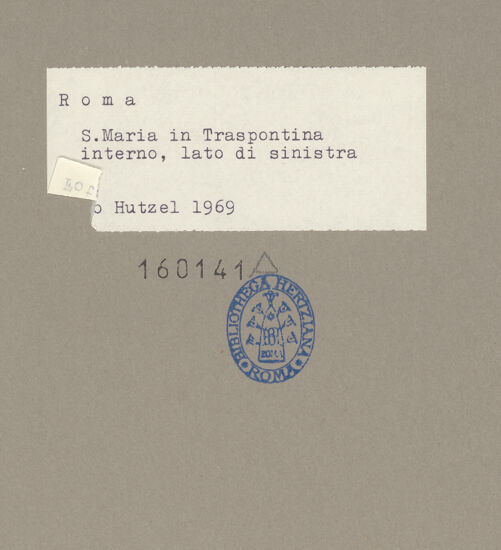 Roma
S.Maria in Traspontina
interno, lato di sinistra
o Hutzel 1969
160141
BIBLIOTHECA HERTZIANA
ROMA